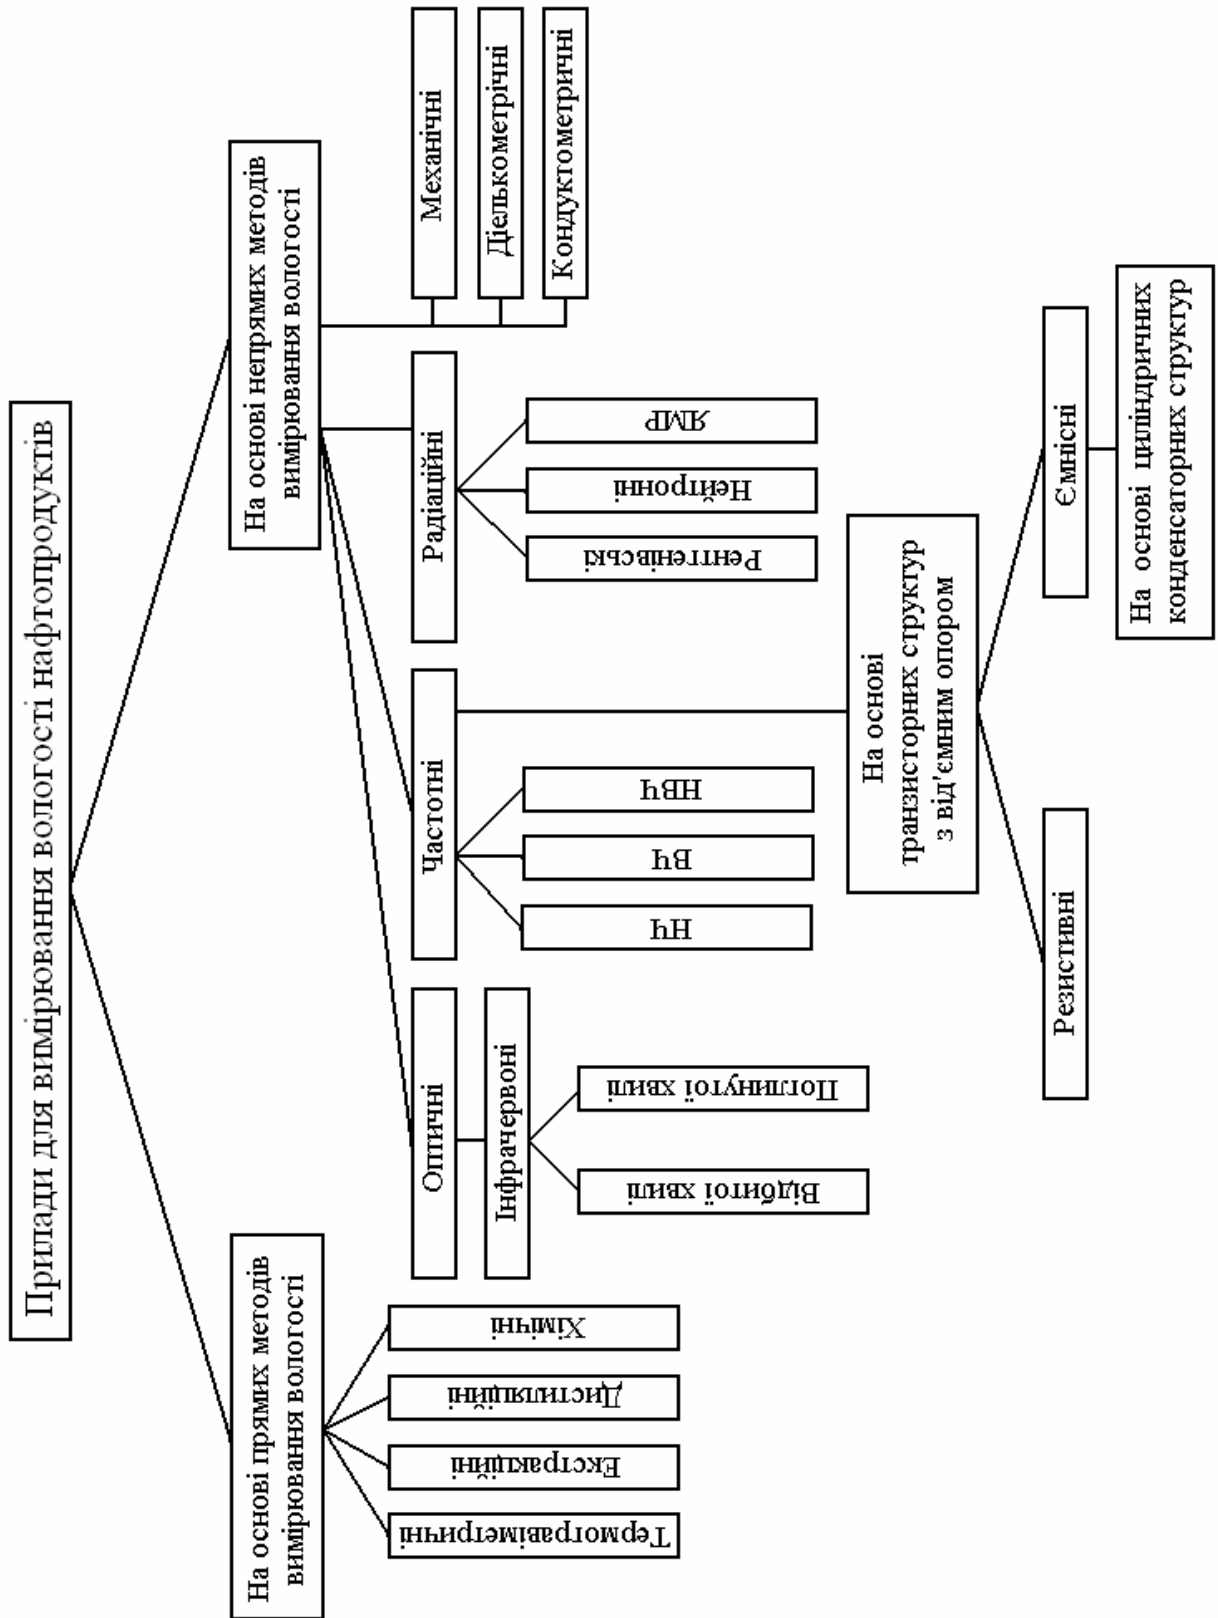 Прилади для вимірювання вологості нафтопродуктів
На основі прямих методів
вимірювання вологості
На основі непрямих методів
вимірювання вологості
Термогравіметричні
Екстракційні
Дистиляційні
Хімічні
Оптичні
Інфрачервоні
Відбитої хвилі
Поглинутої хвилі
Частотні
НЧ
ВЧ
НВЧ
Радіаційні
Рентгенівські
Нейтронні
ЯМР
Механічні
Діелькометрічні
Кондуктометричні
На основі
транзисторних структур
з від'ємним опором
Резистивні
Ємнісні
На основі циліндричних
конденсаторних структур